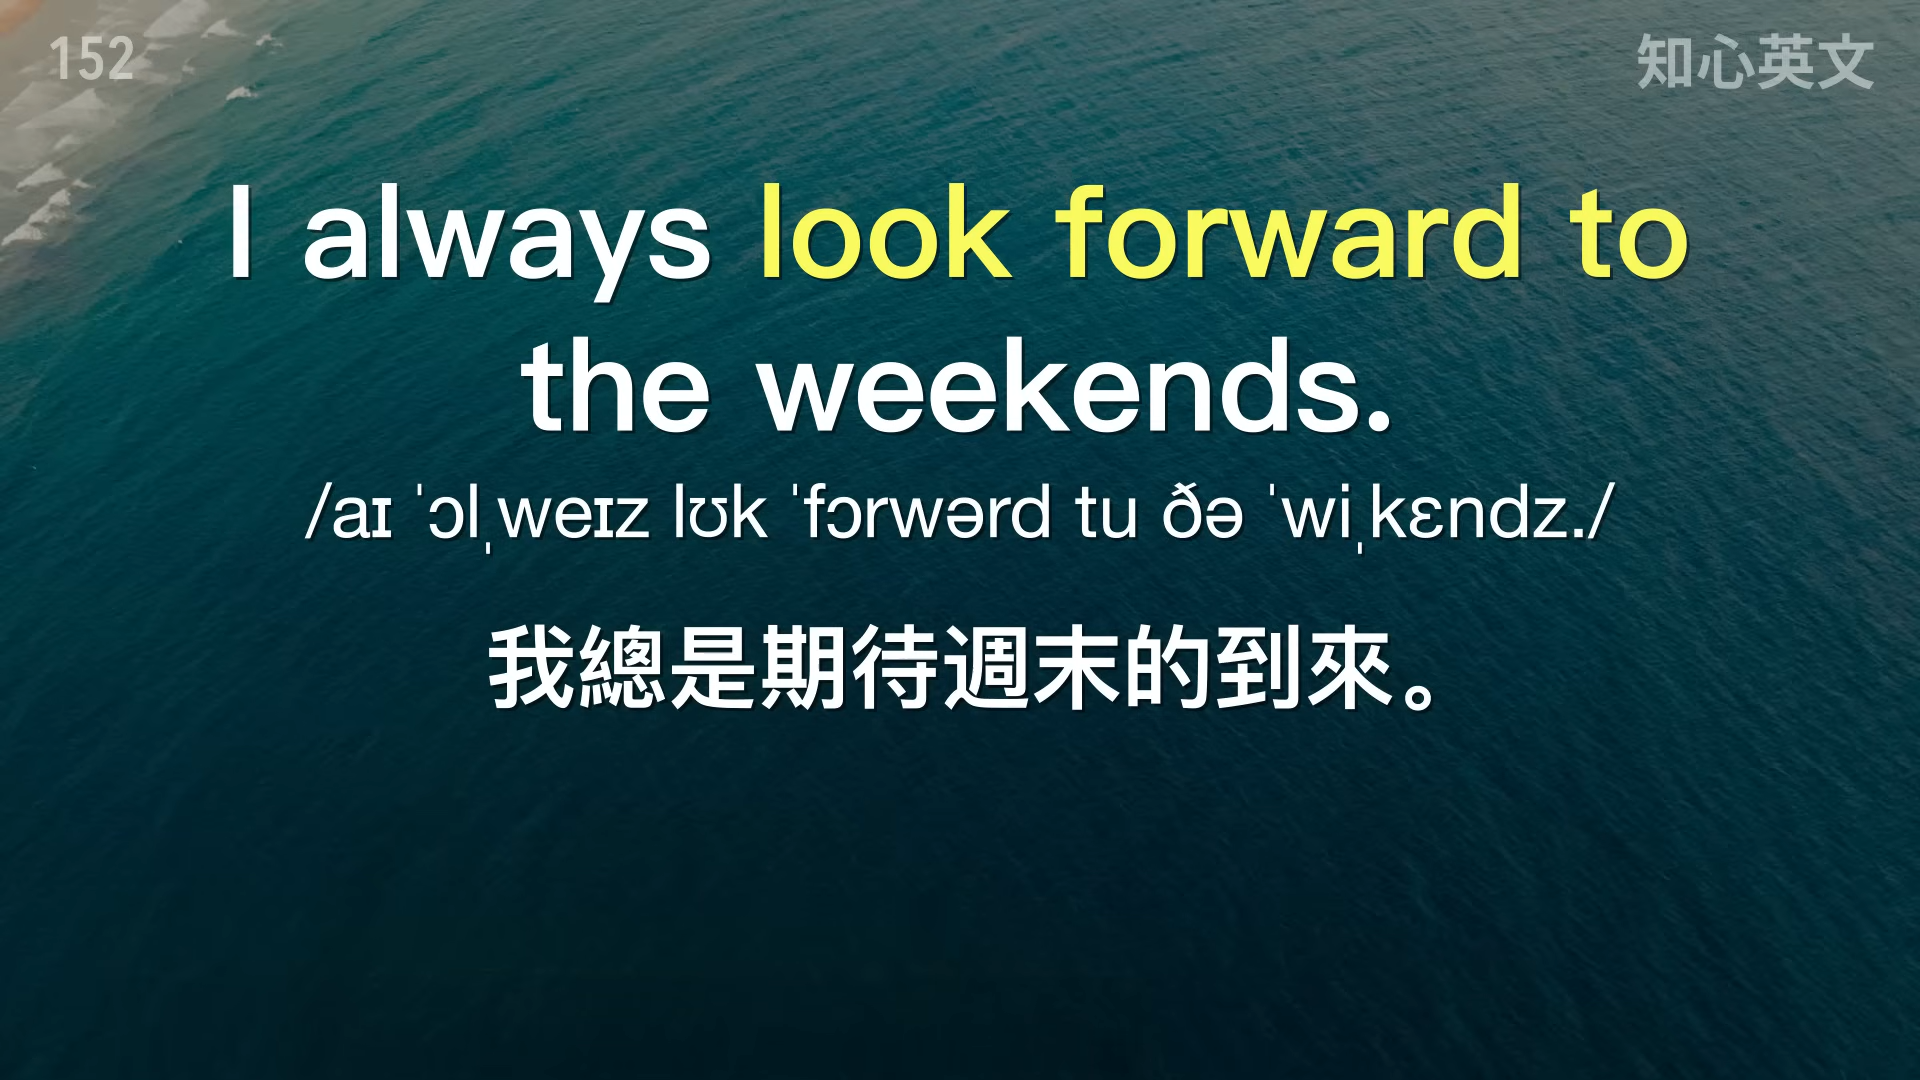 152
知心英文
I always look forward to
the weekends.
/aɪ ˈɔlˌweɪz lʊk ˈfɔrwərd tu ðə ˈwiˌkɛndz./
我總是期待週末的到來。